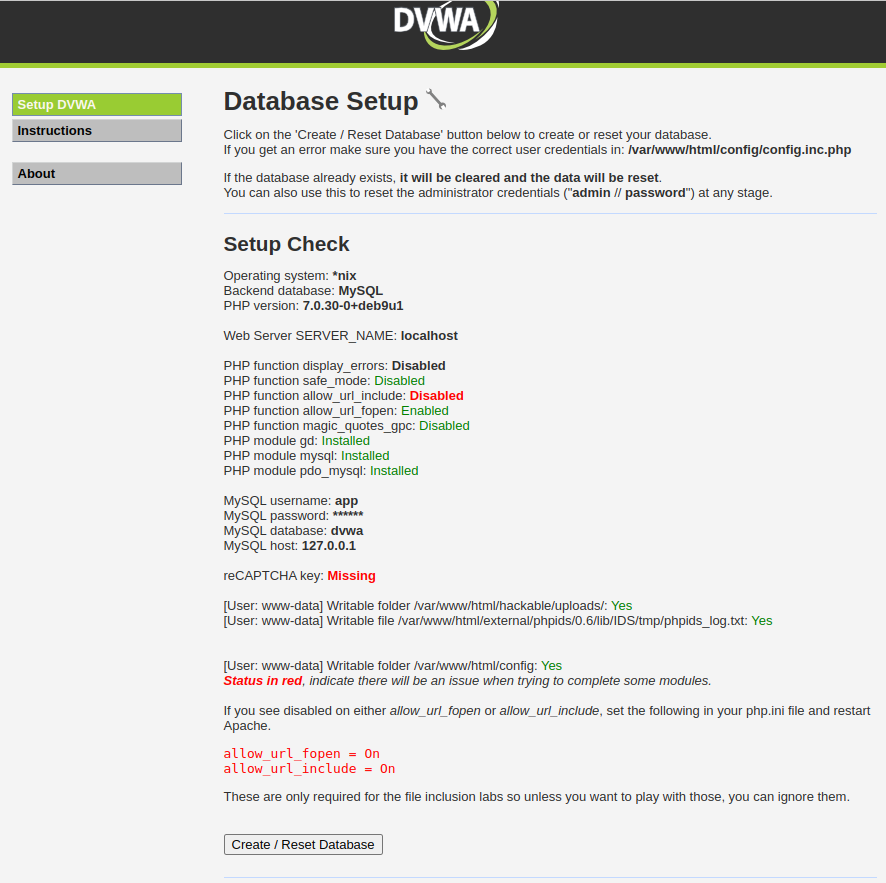 DVWA
Setup DVWA
Instructions
About
Database Setup
Click on the 'Create / Reset Database' button below to create or reset your database.
If you get an error make sure you have the correct user credentials in: /var/www/html/config/config.inc.php
If the database already exists, it will be cleared and the data will be reset.
You can also use this to reset the administrator credentials ("admin // password") at any stage.
Setup Check
Operating system: *nix
Backend database: MySQL
PHP version: 7.0.30-0+deb9u1
Web Server SERVER_NAME: localhost
PHP function display_errors: Disabled
PHP function safe_mode: Disabled
PHP function allow_url_include: Disabled
PHP function allow_url_fopen: Enabled
PHP function magic_quotes_gpc: Disabled
PHP module gd: Installed
PHP module mysql: Installed
PHP module pdo_mysql: Installed
MySQL username: app
MySQL password: ******
MySQL database: dvwa
MySQL host: 127.0.0.1
reCAPTCHA key: Missing
[User: www-data] Writable folder /var/www/html/hackable/uploads/: Yes
[User: www-data] Writable file /var/www/html/external/phpids/0.6/lib/IDS/tmp/phpids_log.txt: Yes
[User: www-data] Writable folder /var/www/html/config: Yes
Status in red, indicate there will be an issue when trying to complete some modules.
If you see disabled on either allow_url_fopen or allow_url_include, set the following in your php.ini file and restart
Apache.
allow_url_fopen = On
allow_url_include = On
These are only required for the file inclusion labs so unless you want to play with those, you can ignore them.
Create / Reset Database